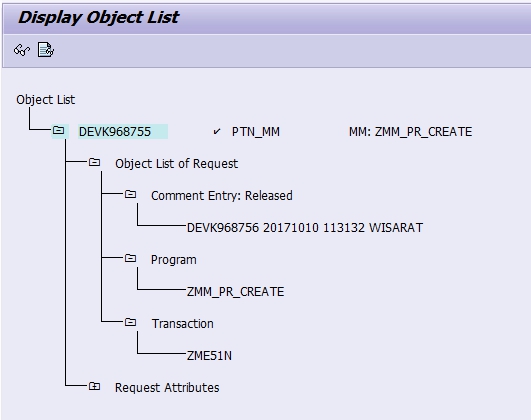 Display Object List
Object List
DEVK968755 ✓ PTN_MM MM: ZMM_PR_CREATE
Object List of Request
Comment Entry: Released
DEVK968756 20171010 113132 WISARAT
Program
ZMM_PR_CREATE
Transaction
ZME51N
Request Attributes